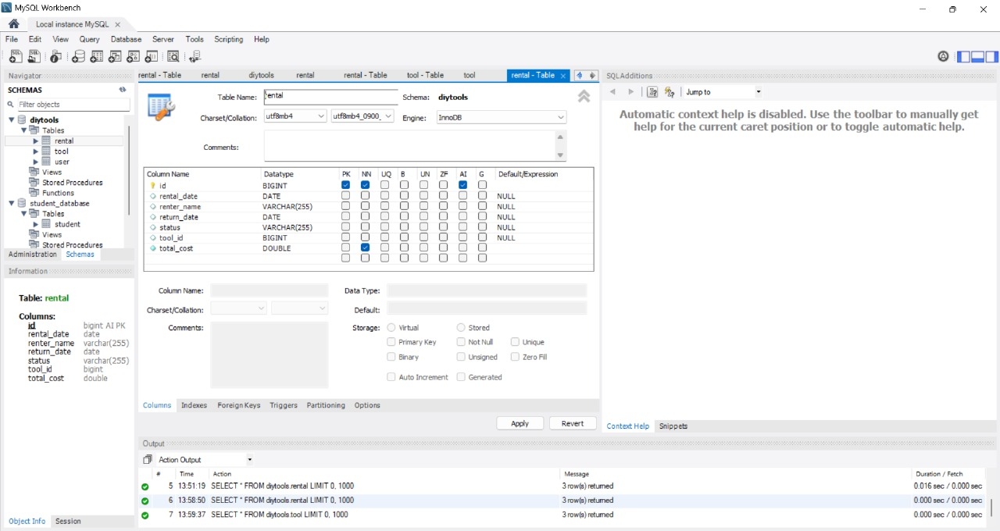 MySQL Workbench
Local instance MySQL
File Edit View Query Database Server Tools Scripting Help
Navigator
SCHEMAS
Filter objects
diytools
Tables
rental
tool
user
Views
Stored Procedures
Functions
student_database
Tables
student
Views
Stored Procedures
Administration Schemas
Information
Table: rental
Columns:
id bigint AI PK
rental_date date
renter_name varchar(255)
return_date date
status varchar(255)
tool_id bigint
total_cost double
Object Info Session
rental - Table rental diytools rental rental - Table tool - Table tool rental - Table
Table Name: rental Schema: diytools
Charset/Collation: utf8mb4 utf8mb4_0900_ Engine: InnoDB
Comments:
Column Name Datatype PK NN UQ B UN ZF AI G Default/Expression
id BIGINT
rental_date DATE NULL
renter_name VARCHAR(255) NULL
return_date DATE NULL
status VARCHAR(255) NULL
tool_id BIGINT NULL
total_cost DOUBLE
Column Name: Data Type:
Charset/Collation: Default:
Comments: Storage: Virtual Stored
Primary Key Not Null Unique
Binary Unsigned Zero Fill
Auto Increment Generated
Columns Indexes Foreign Keys Triggers Partitioning Options
Apply Revert
SQLAdditions
Jump to
Automatic context help is disabled. Use the toolbar to manually get
help for the current caret position or to toggle automatic help.
Context Help Snippets
Output
Action Output
# Time Action Message Duration / Fetch
5 13:51:19 SELECT * FROM diytools.rental LIMIT 0, 1000 3 row(s) returned 0.016 sec / 0.000 sec
6 13:58:50 SELECT * FROM diytools.rental LIMIT 0, 1000 3 row(s) returned 0.000 sec / 0.000 sec
7 13:59:37 SELECT * FROM diytools.tool LIMIT 0, 1000 3 row(s) returned 0.000 sec / 0.000 sec